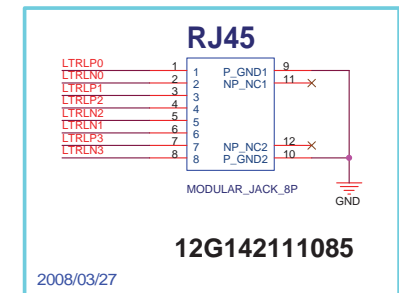 RJ45
LTRLP0 1 1 P_GND1 9
LTRLN0 2 2 NP_NC1 11
LTRLP1 3 3
LTRLP2 4 4
LTRLN2 5 5
LTRLN1 6 6
LTRLP3 7 7 NP_NC2 12
LTRLN3 8 8 P_GND2 10
MODULAR_JACK_8P
GND
12G142111085
2008/03/27